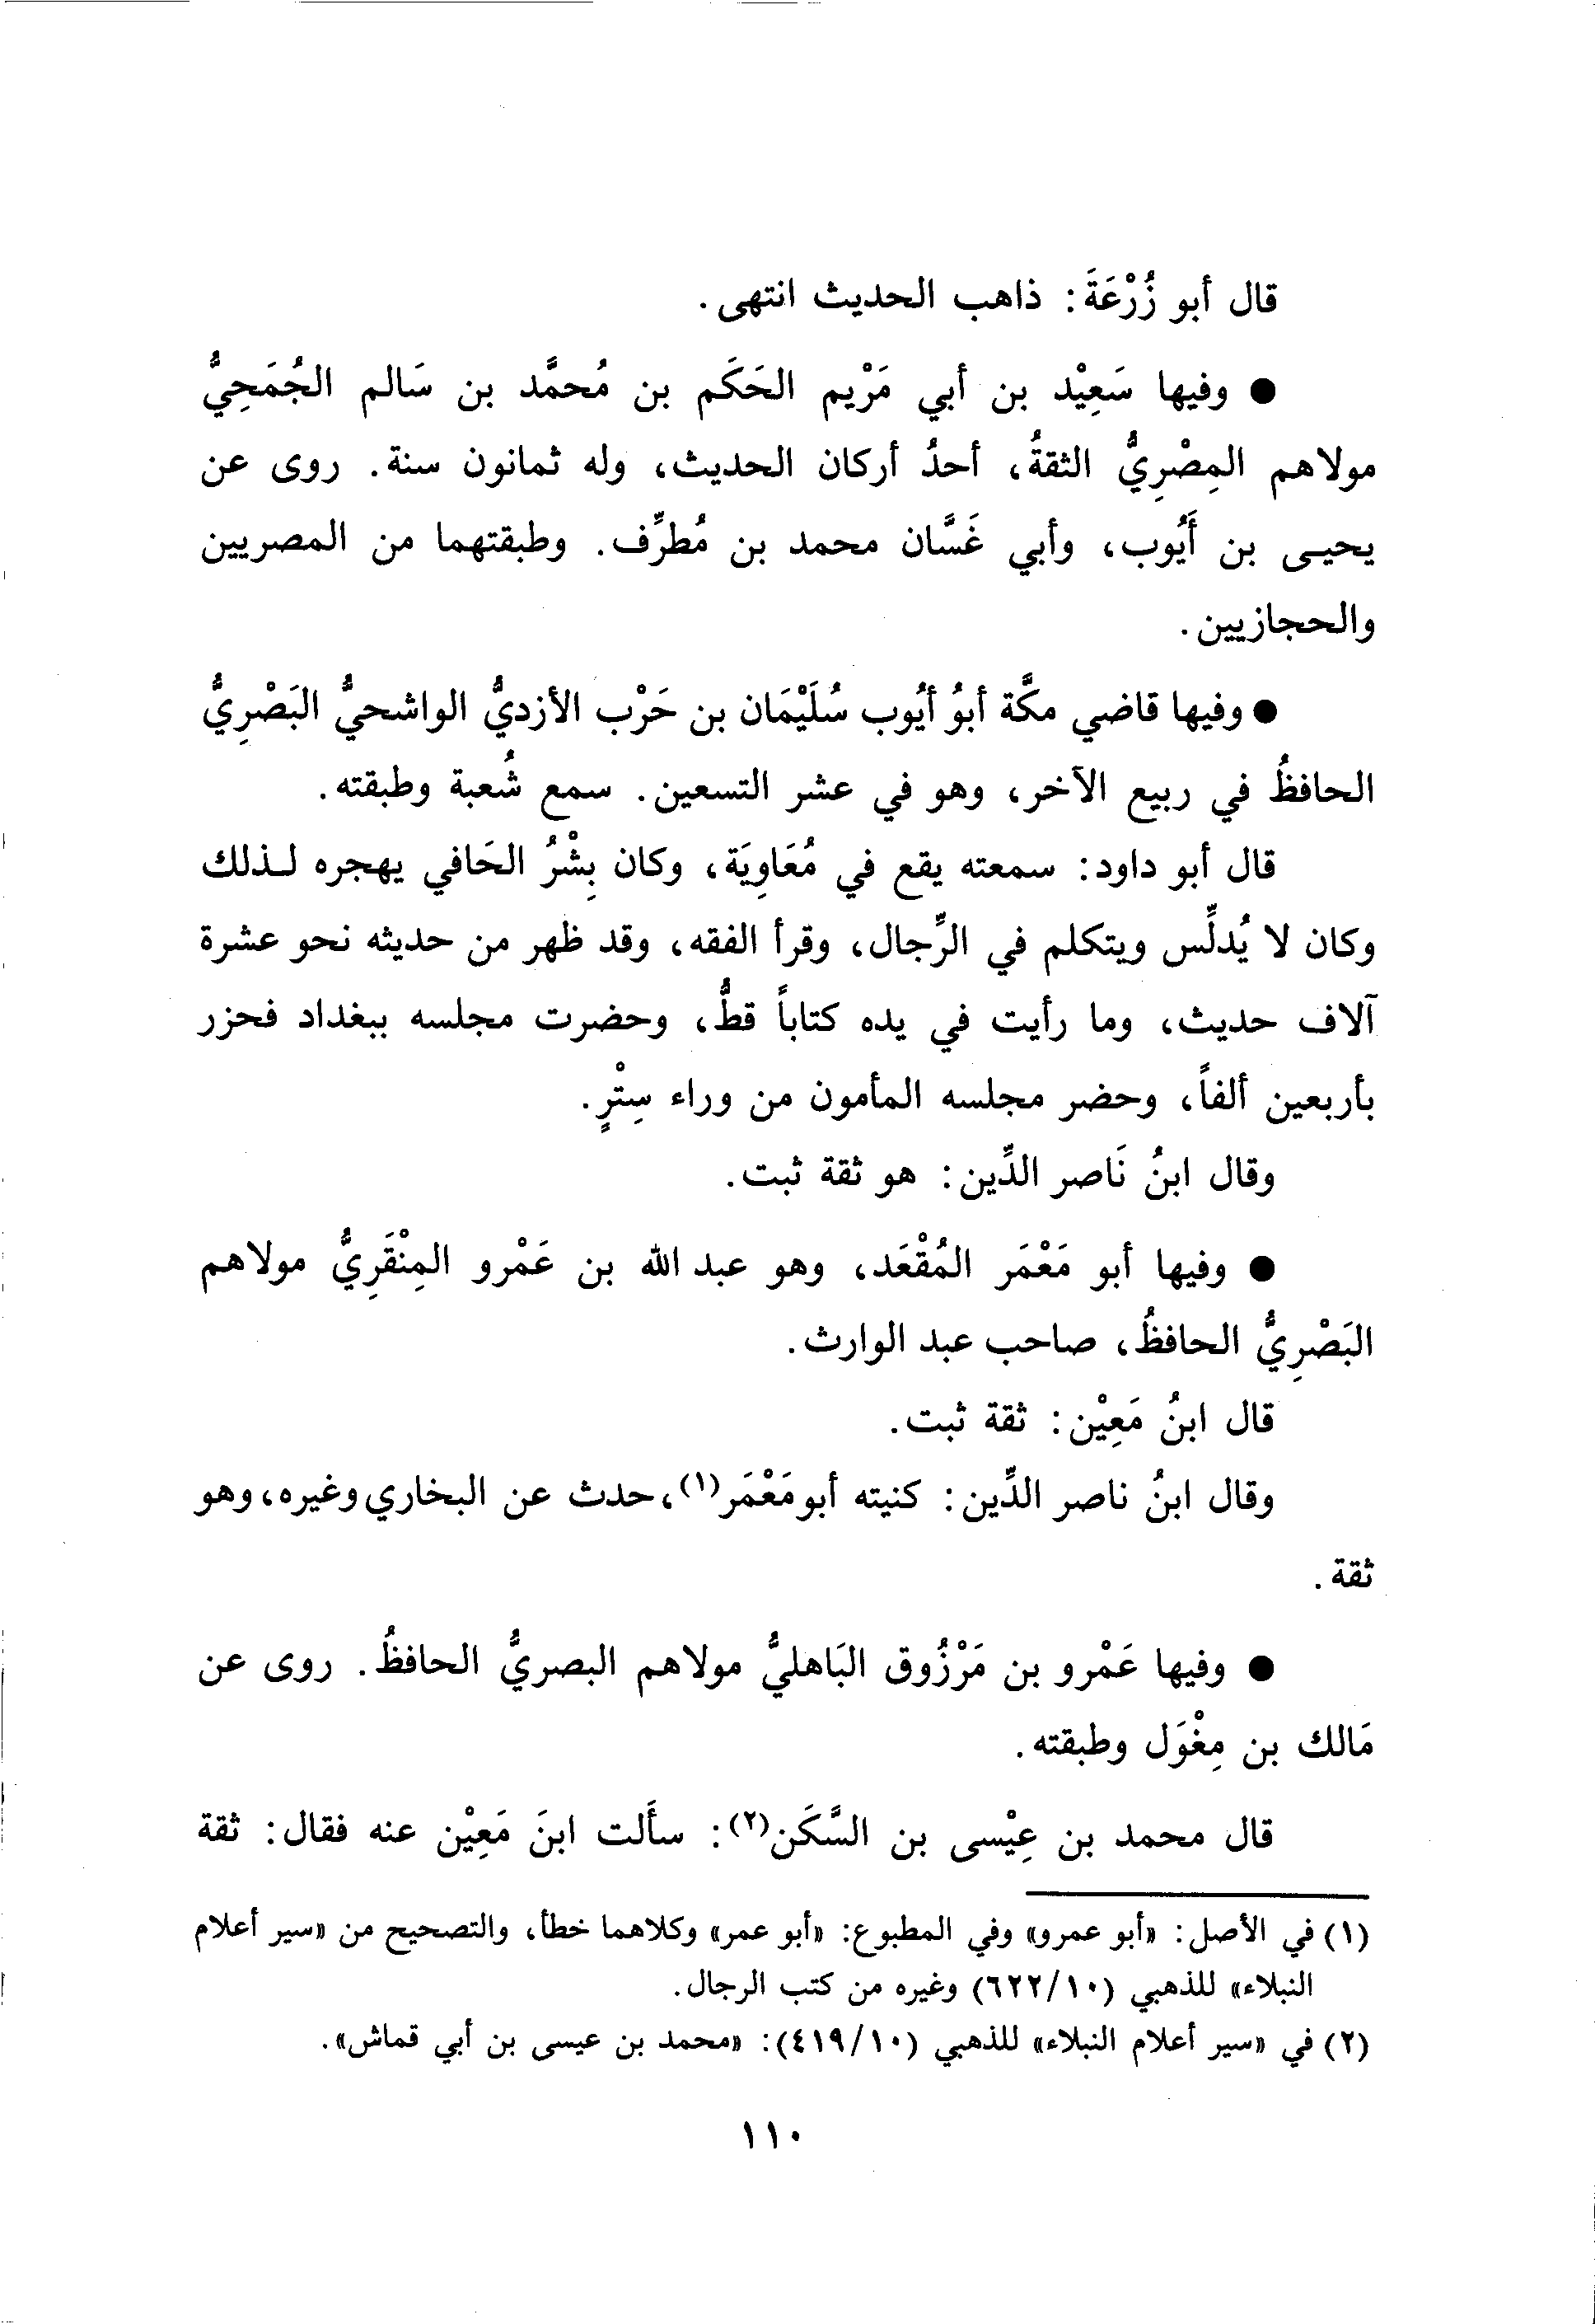 قال أبو زُرْعَةَ: ذاهب الحديث انتهى.
● وفيها سَعِيْد بن أبي مَرْيم الحَكَم بن مُحمَّد بن سَالم الجُمَحِيُّ
مولاهم المِصْرِيُّ الثقةُ، أحدُ أركان الحديث، وله ثمانون سنة. روى عن
يحيى بن أَيُوب، وأبي غَسَّان محمد بن مُطرِّف. وطبقتهما من المصريين
والحجازيين.
● وفيها قاضي مكَّة أبوُ أيُوب سُلَيْمَان بن حَرْب الأزديُّ الواشحيُّ البَصْرِيُّ
الحافظُ في ربيع الآخر، وهو في عشر التسعين. سمع شُعبة وطبقته.
قال أبو داود: سمعته يقع في مُعَاوِيَة، وكان بِشْرُ الحَافي يهجره لـذلك
وكان لا يُدلِّس ويتكلم في الرِّجال، وقرأ الفقه، وقد ظهر من حديثه نحو عشرة
آلاف حديث، وما رأيت في يده كتاباً قطُّ، وحضرت مجلسه ببغداد فحزر
بأربعين ألفاً، وحضر مجلسه المأمون من وراء سِتْرٍ.
وقال ابنُ نَاصر الدِّين: هو ثقة ثبت.
● وفيها أبو مَعْمَر المُقْعَد، وهو عبد الله بن عَمْرو المِنْقَرِيُّ مولاهم
البَصْرِيُّ الحافظُ، صاحب عبد الوارث.
قال ابنُ مَعِيْن: ثقة ثبت.
وقال ابنُ ناصر الدِّين: كنيته أبو مَعْمَر(١)، حدث عن البخاري وغيره، وهو
ثقة.
● وفيها عَمْرو بن مَرْزُوق البَاهليُّ مولاهم البصريُّ الحافظُ. روى عن
مَالك بن مِغْوَل وطبقته.
قال محمد بن عِيْسى بن السَّكَن(٢): سأَلت ابنَ مَعِيْن عنه فقال: ثقة
(١) في الأصل: «أبو عمرو» وفي المطبوع: «أبو عمر» وكلاهما خطأ، والتصحيح من «سير أعلام
النبلاء» للذهبي (١٠/٦٢٢) وغيره من كتب الرجال.
(٢) في «سير أعلام النبلاء» للذهبي (١٠/٤١٩): «محمد بن عيسى بن أبي قماش».
١١٠